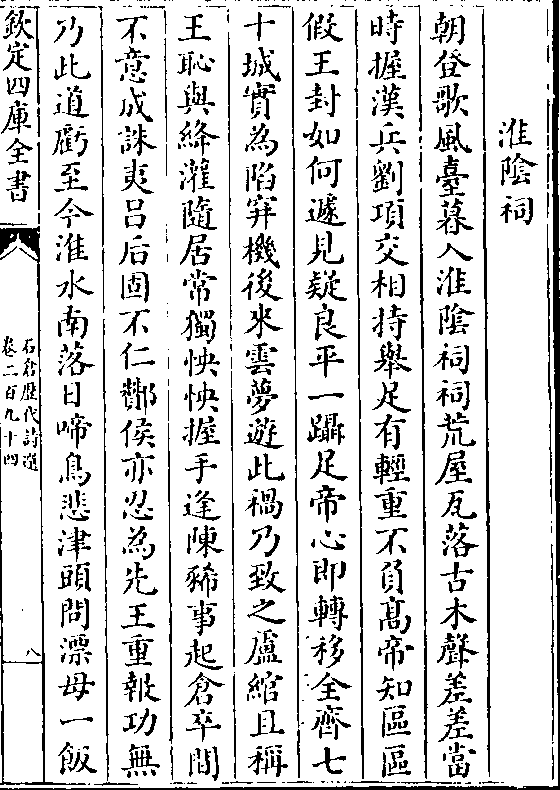 淮陰祠
朝登歌風臺暮入淮陰祠祠荒屋瓦落古木聲差差當
時握漢兵劉項交相持舉足有輕重不負髙帝知區區
假王封如何遽見疑良平一躡足帝心即轉移全齊七
十城實為陷穽機後來雲夢遊此禍乃致之盧綰且稱
王恥與絳灌隨居常獨怏怏握手逢陳豨事起倉卒間
不意成誅夷吕后固不仁酇侯亦忍為先王重報功無
乃此道虧至今淮水南落日啼鳥悲津頭問漂母一飯
欽定四庫全書
石倉歴代詩選
卷二百九十四
八